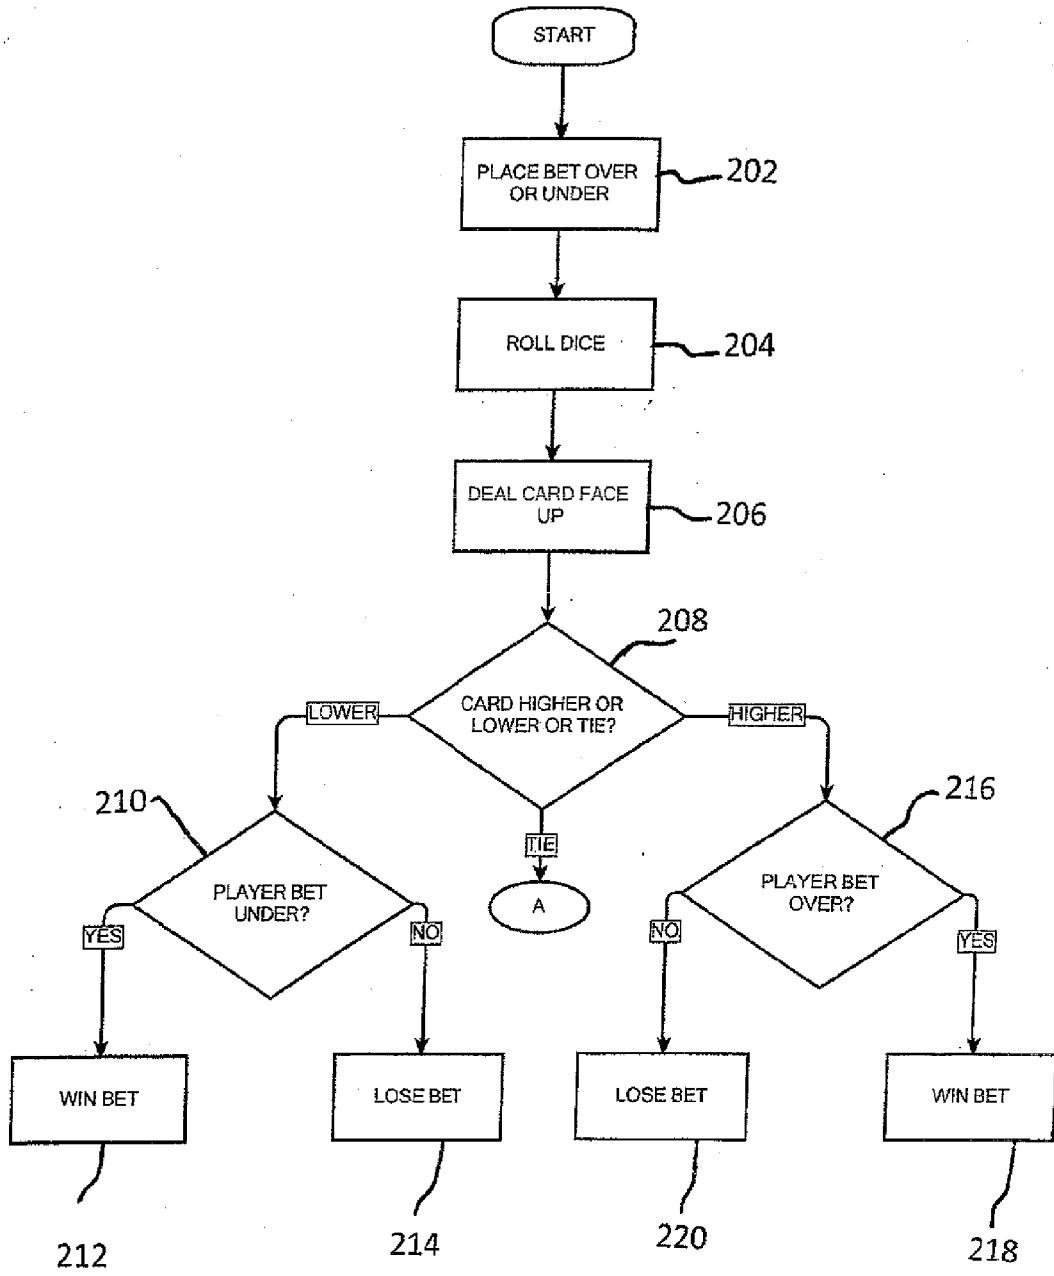 START
PLACE BET OVER
OR UNDER
202
ROLL DICE
204
DEAL CARD FACE
UP
206
208
CARD HIGHER OR
LOWER OR TIE?
LOWER
HIGHER
210
216
TIE
PLAYER BET
UNDER?
A
PLAYER BET
OVER?
YES
NO
NO
YES
WIN BET
LOSE BET
LOSE BET
WIN BET
212
214
220
218